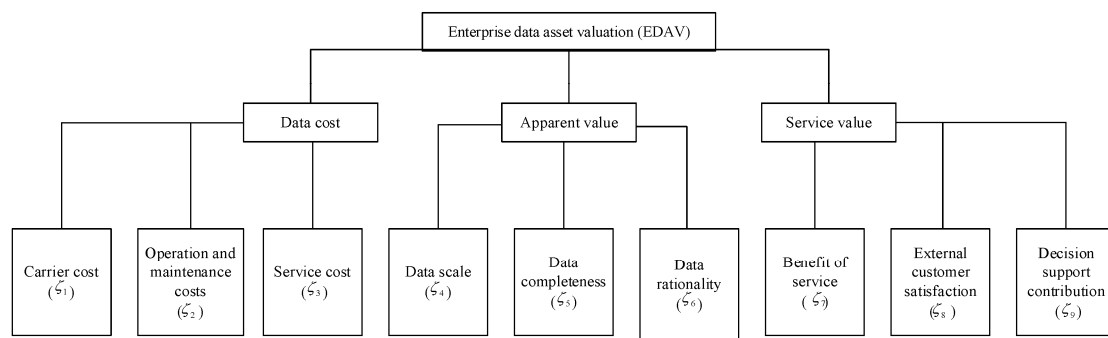 Enterprise data asset valuation (EDAV)
Data cost
Apparent value
Service value
Carrier cost
(ζ₁)
Operation and
maintenance
costs
(ζ₂)
Service cost
(ζ₃)
Data scale
(ζ₄)
Data
completeness
(ζ₅)
Data
rationality
(ζ₆)
Benefit of
service
(ζ₇)
External
customer
satisfaction
(ζ₈)
Decision
support
contribution
(ζ₉)